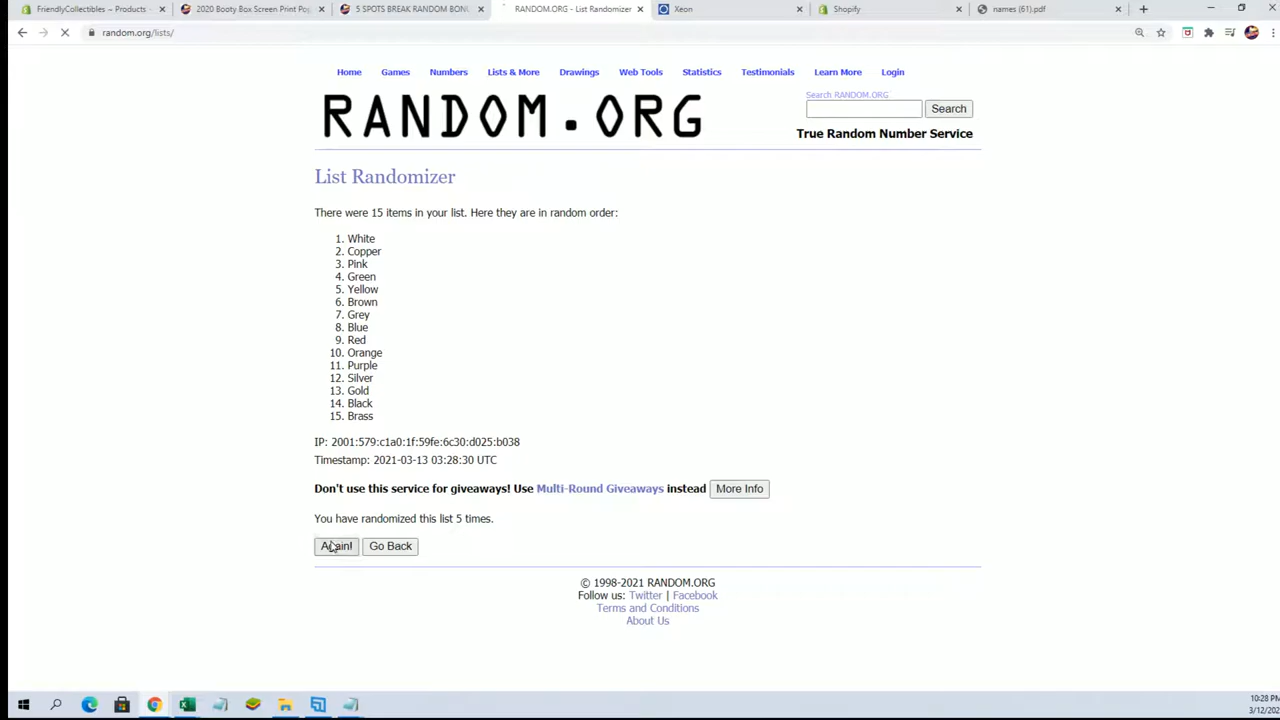 FriendlyCollectibles ~ Products ~
2020 Booty Box Screen Print Pop
5 SPOTS BREAK RANDOM BONU
RANDOM.ORG - List Randomizer
Xeon
Shopify
names (61).pdf
random.org/lists/
Home Games Numbers Lists & More Drawings Web Tools Statistics Testimonials Learn More Login
Search RANDOM.ORG
RANDOM.ORG
Search
True Random Number Service
List Randomizer
There were 15 items in your list. Here they are in random order:
1. White
2. Copper
3. Pink
4. Green
5. Yellow
6. Brown
7. Grey
8. Blue
9. Red
10. Orange
11. Purple
12. Silver
13. Gold
14. Black
15. Brass
IP: 2001:579:c1a0:1f:59fe:6c30:d025:b038
Timestamp: 2021-03-13 03:28:30 UTC
Don't use this service for giveaways! Use Multi-Round Giveaways instead More Info
You have randomized this list 5 times.
Again! Go Back
© 1998-2021 RANDOM.ORG
Follow us: Twitter | Facebook
Terms and Conditions
About Us
10:28 PM
3/12/202